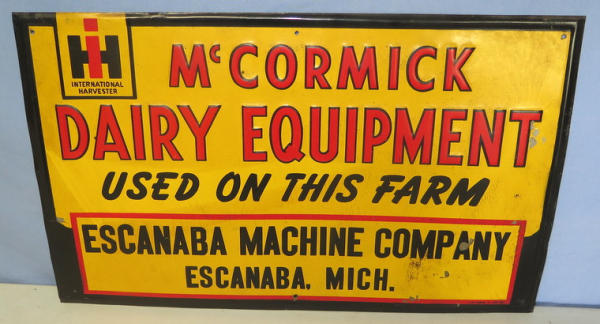 IH
INTERNATIONAL
HARVESTER
McCORMICK
DAIRY EQUIPMENT
USED ON THIS FARM
ESCANABA MACHINE COMPANY
ESCANABA, MICH.